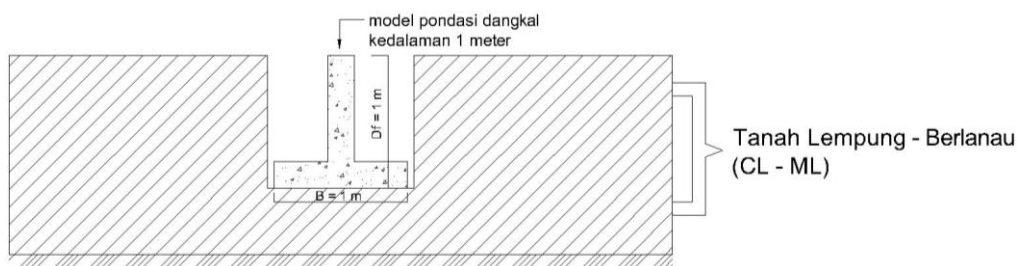 model pondasi dangkal
kedalaman 1 meter
Df = 1 m
B = 1 m
Tanah Lempung - Berlanau
(CL - ML)